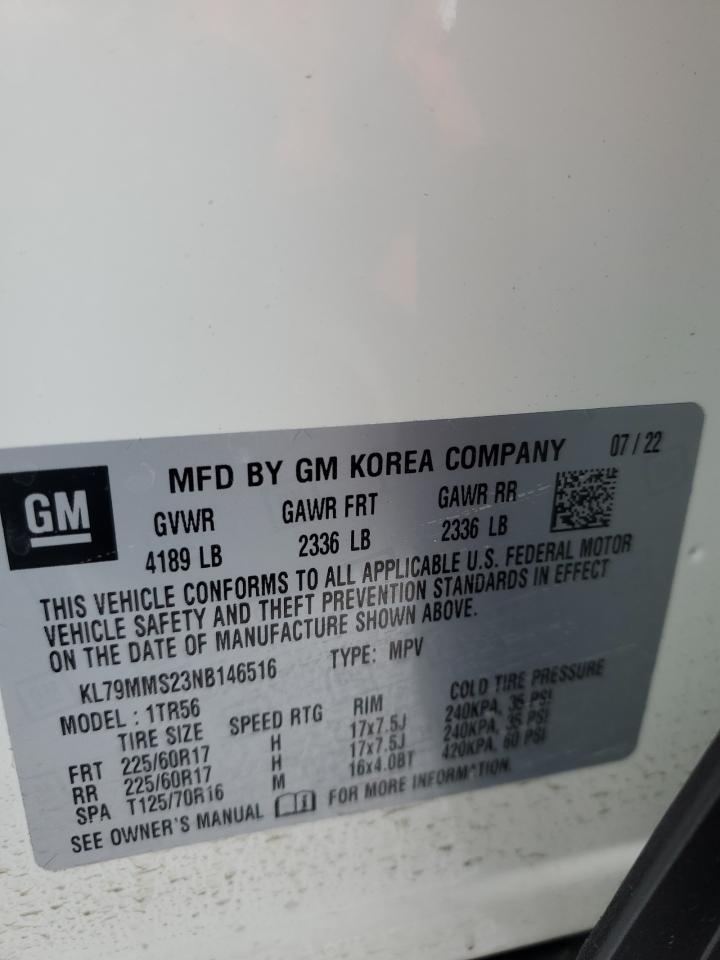 GM
MFD BY GM KOREA COMPANY 07 / 22
GVWR GAWR FRT GAWR RR
4189 LB 2336 LB 2336 LB
THIS VEHICLE CONFORMS TO ALL APPLICABLE U.S. FEDERAL MOTOR
VEHICLE SAFETY AND THEFT PREVENTION STANDARDS IN EFFECT
ON THE DATE OF MANUFACTURE SHOWN ABOVE.
KL79MMS23NB146516 TYPE: MPV
MODEL : 1TR56
TIRE SIZE SPEED RTG RIM COLD TIRE PRESSURE
FRT 225/60R17 H 17x7.5J 240KPA, 35 PSI
RR 225/60R17 H 17x7.5J 240KPA, 35 PSI
SPA T125/70R16 M 16x4.0BT 420KPA, 60 PSI
SEE OWNER'S MANUAL FOR MORE INFORMATION.